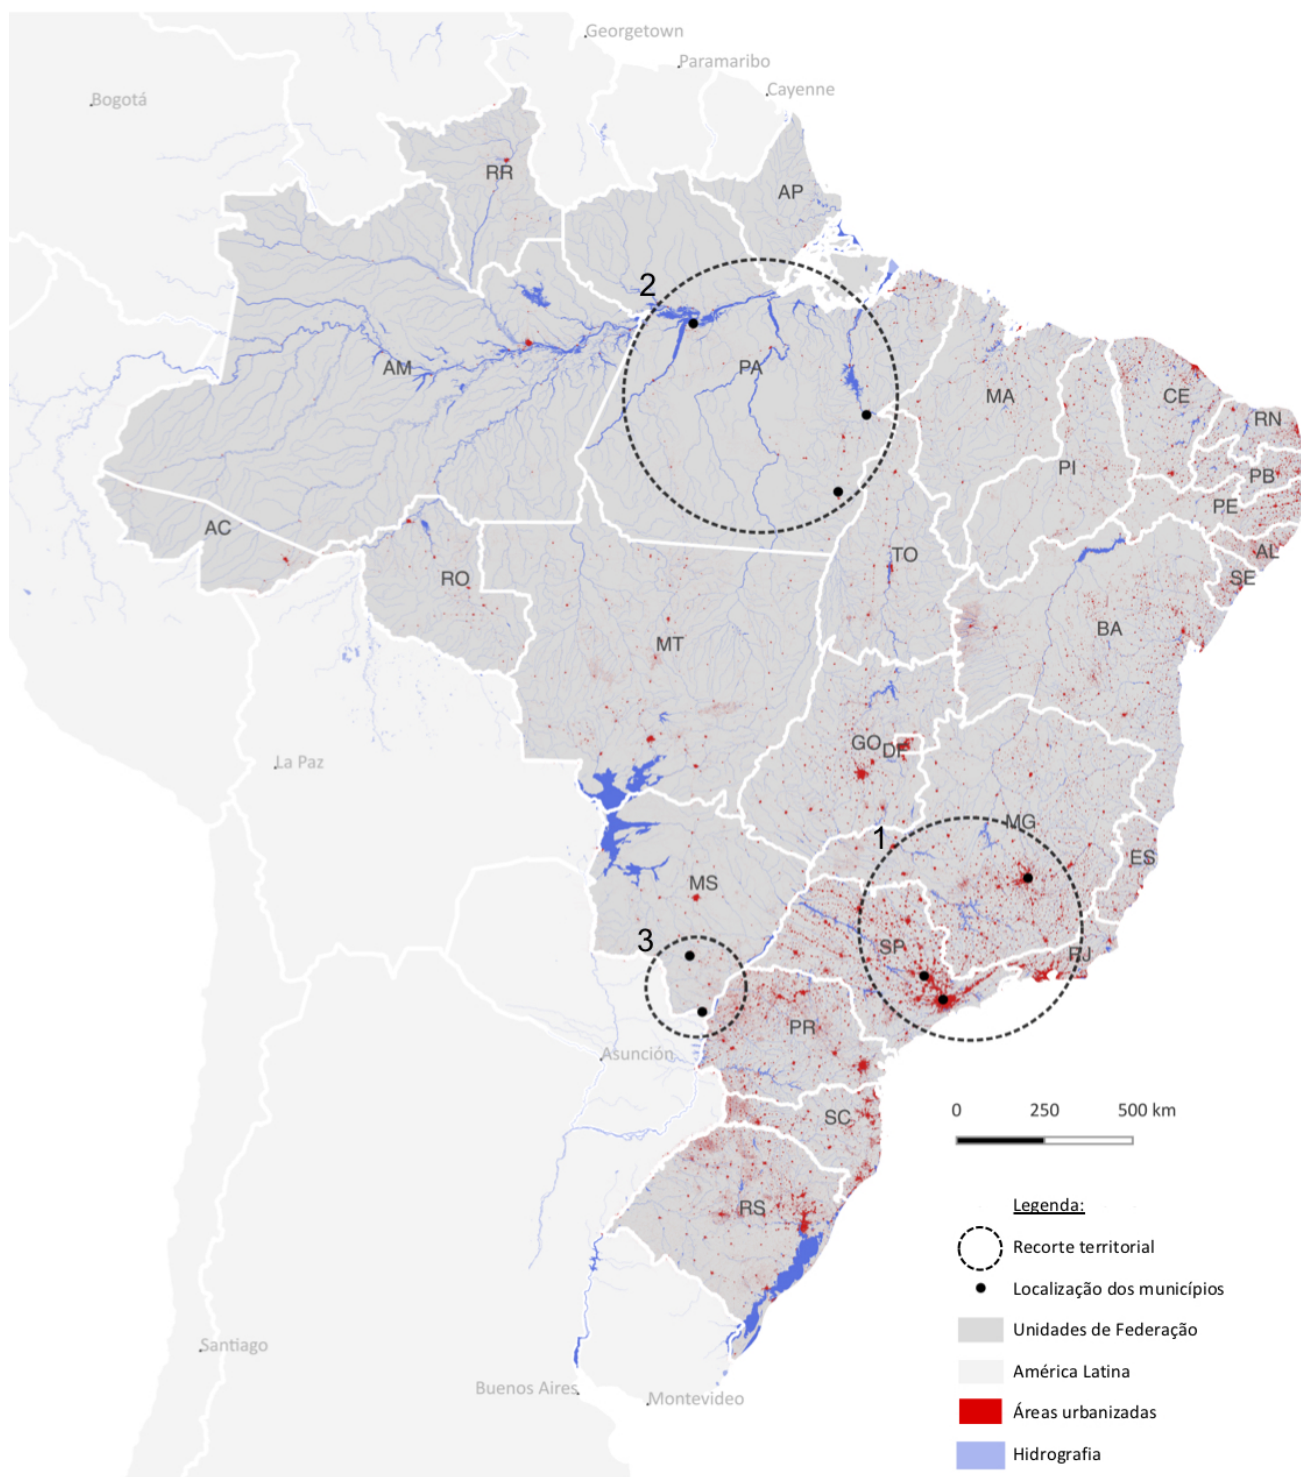 Georgetown
Paramaribo
Cayenne
Bogotá
RR
AP
2
AM
PA
MA
CE
RN
PI
PB
PE
AC
TO
AL
RO
SE
BA
MT
GO
DF
La Paz
MG
1
ES
MS
3
SP
RJ
PR
Asunción
SC
0 250 500 km
RS
Legenda:
Recorte territorial
Localização dos municípios
Unidades de Federação
Santiago
América Latina
Buenos Aires
Montevideo
Áreas urbanizadas
Hidrografia